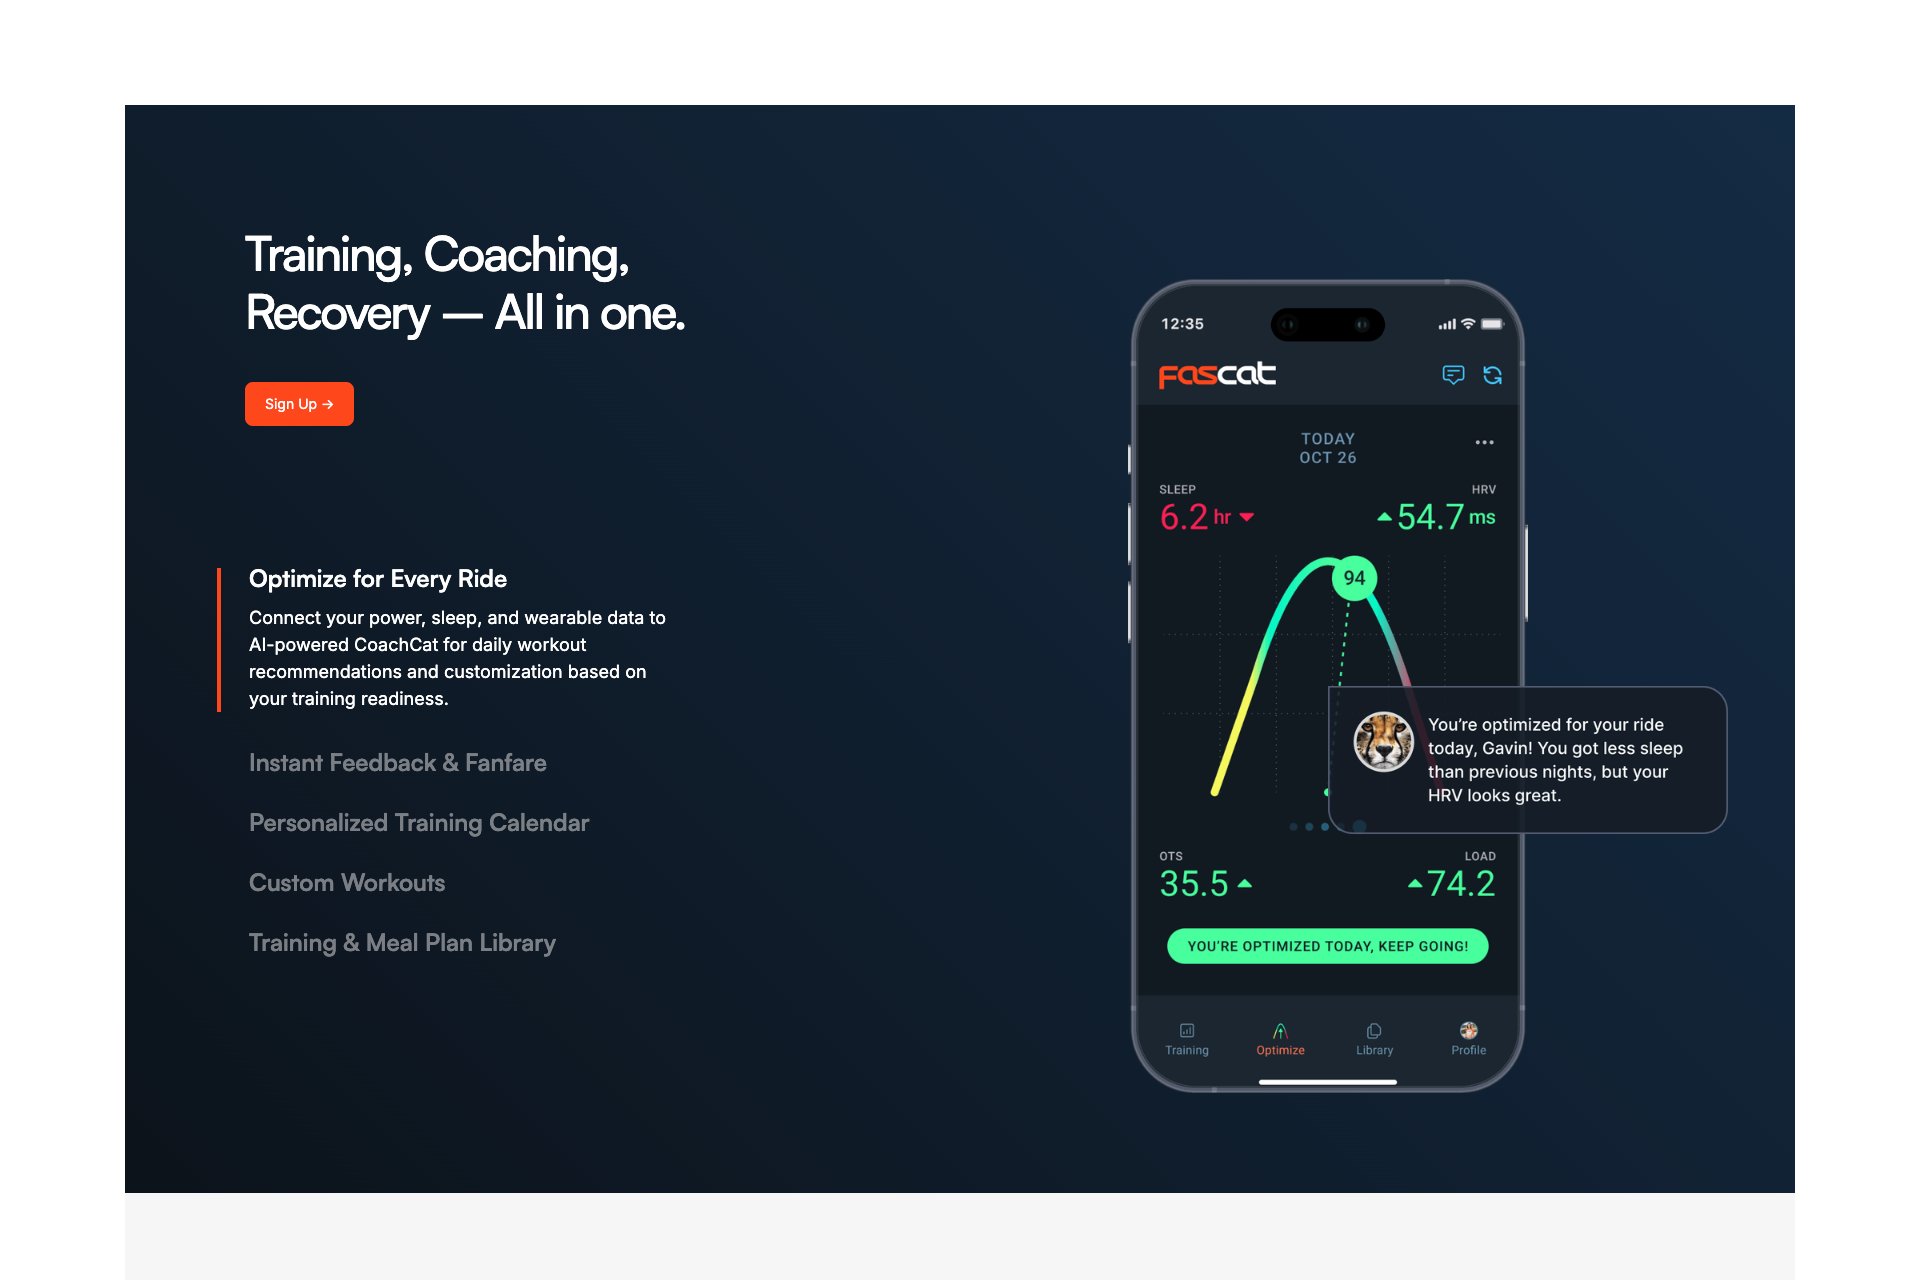 Training, Coaching,
Recovery — All in one.
Sign Up →
Optimize for Every Ride
Connect your power, sleep, and wearable data to
AI-powered CoachCat for daily workout
recommendations and customization based on
your training readiness.
Instant Feedback & Fanfare
Personalized Training Calendar
Custom Workouts
Training & Meal Plan Library
12:35
FasCat
TODAY
OCT 26
SLEEP
6.2 hr
HRV
54.7 ms
94
You're optimized for your ride
today, Gavin! You got less sleep
than previous nights, but your
HRV looks great.
OTS
35.5
LOAD
74.2
YOU'RE OPTIMIZED TODAY, KEEP GOING!
Training
Optimize
Library
Profile